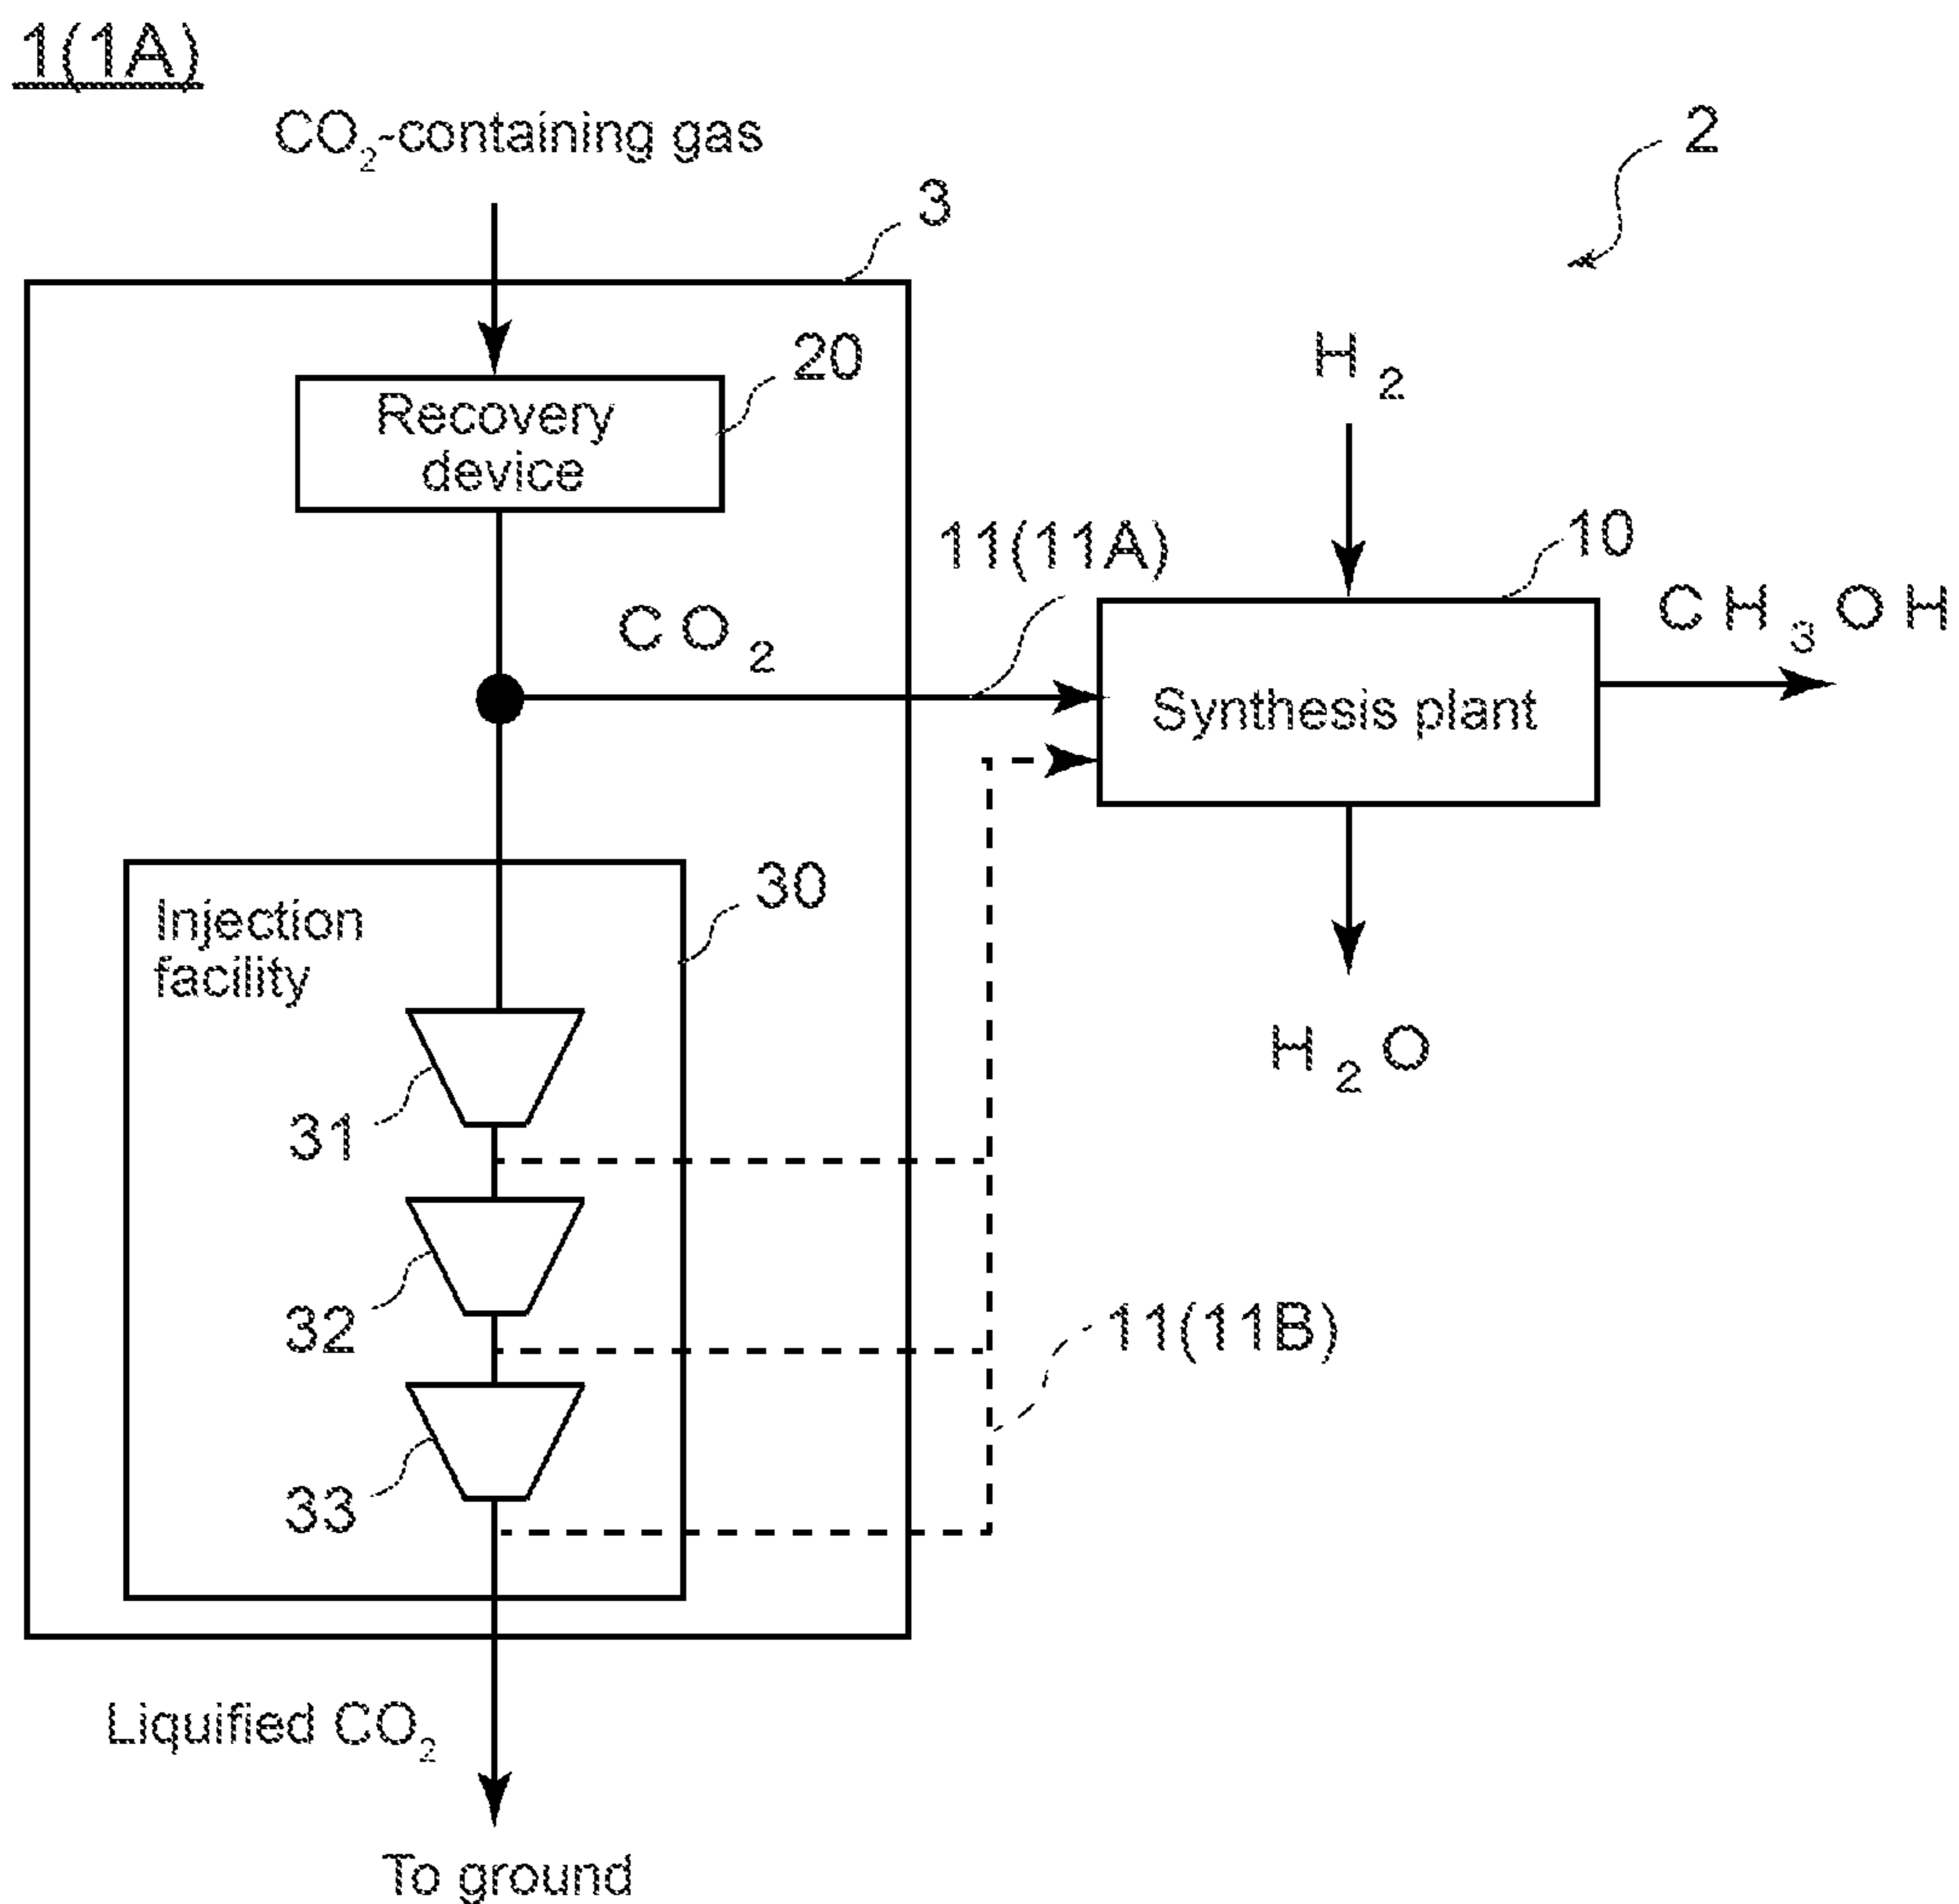 1(1A)
CO₂-containing gas
2
3
20
Recovery
device
H₂
11(11A)
10
CO₂
CH₃OH
Synthesis plant
Injection
facility
30
H₂O
31
32
11(11B)
33
Liquified CO₂
To ground